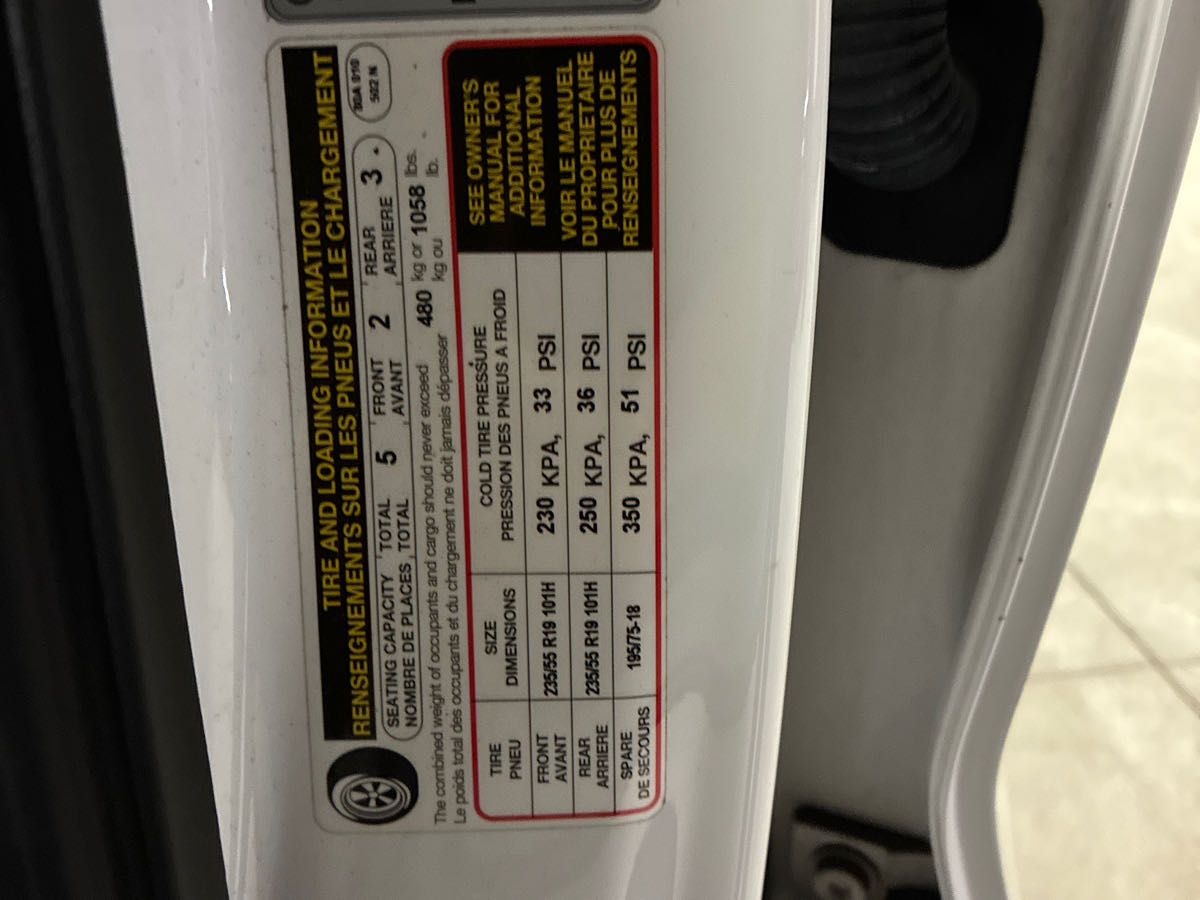 TIRE AND LOADING INFORMATION
RENSEIGNEMENTS SUR LES PNEUS ET LE CHARGEMENT
SEATING CAPACITY TOTAL 5 FRONT 2 REAR 3
NOMBRE DE PLACES TOTAL AVANT ARRIERE
80A 010
502 N
The combined weight of occupants and cargo should never exceed 480 kg or 1058 lbs.
Le poids total des occupants et du chargement ne doit jamais dépasser kg ou lb.
TIRE SIZE COLD TIRE PRESSURE
PNEU DIMENSIONS PRESSION DES PNEUS A FROID
FRONT
AVANT 235/55 R19 101H 230 KPA, 33 PSI
REAR
ARRIERE 235/55 R19 101H 250 KPA, 36 PSI
SPARE
DE SECOURS 195/75-18 350 KPA, 51 PSI
SEE OWNER'S
MANUAL FOR
ADDITIONAL
INFORMATION
VOIR LE MANUEL
DU PROPRIETAIRE
POUR PLUS DE
RENSEIGNEMENTS